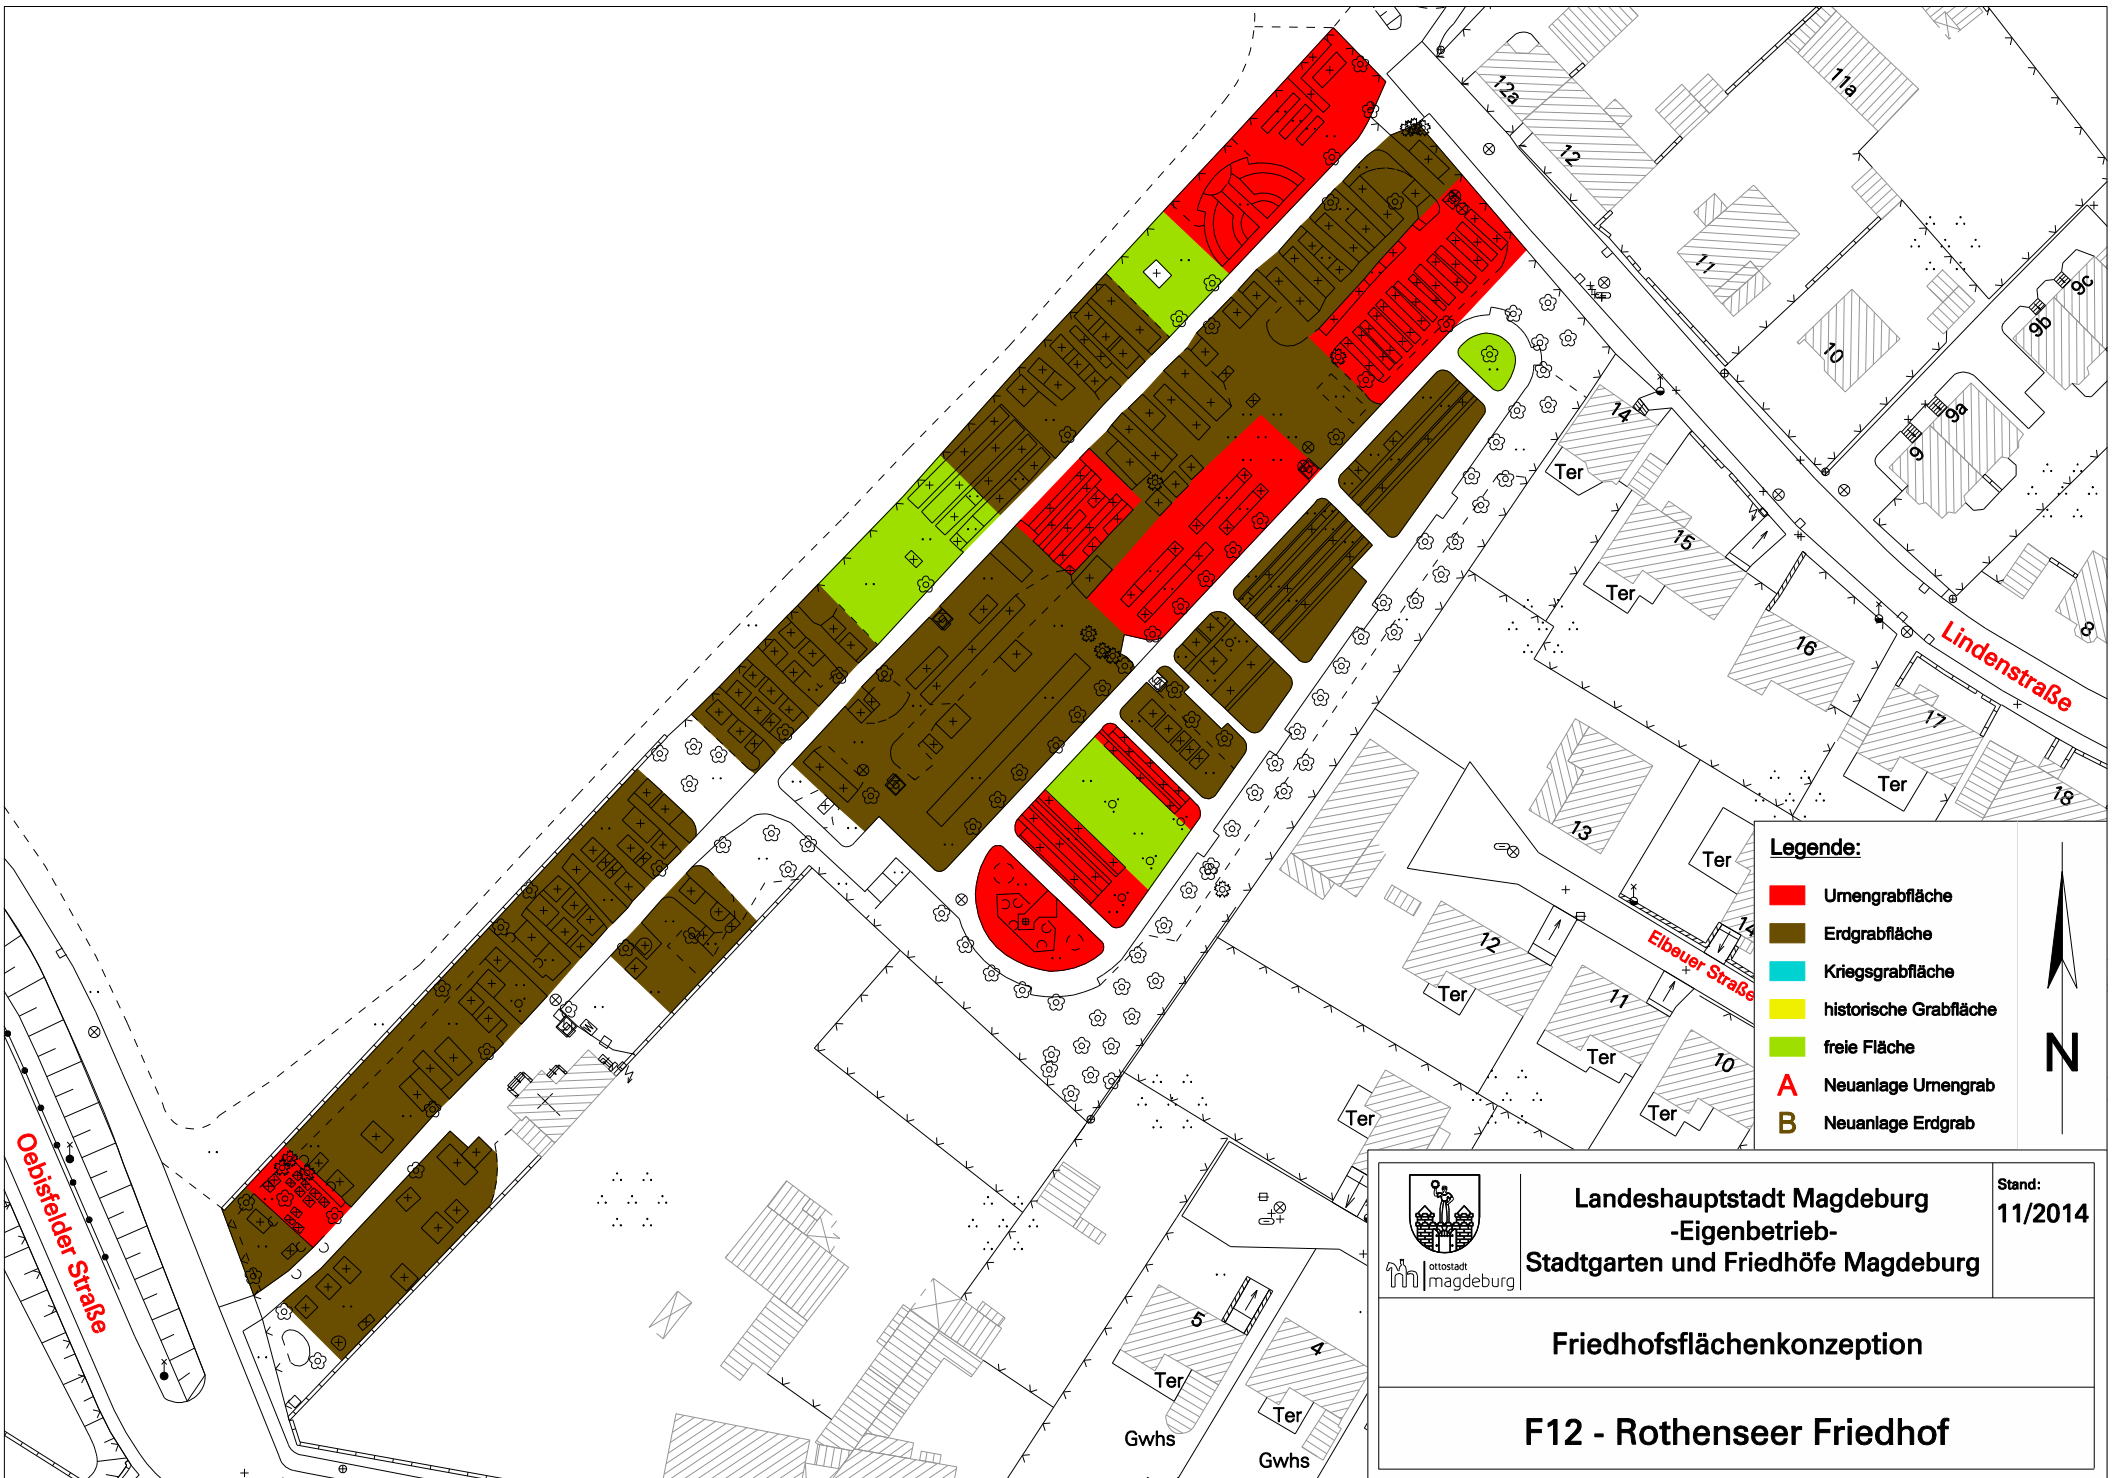 12a
11a
12
11
9c
9b
10
14
9a
9
Ter
15
Ter
8
16
Lindenstraße
17
Ter
18
13
Ter
14
12
Elbeuer Straße
Ter
11
Ter
10
Ter
Ter
Oebisfelder Straße
5
Ter
4
Ter
Gwhs
Gwhs
Legende:
Urnengrabfläche
Erdgrabfläche
Kriegsgrabfläche
historische Grabfläche
freie Fläche
A Neuanlage Urnengrab
B Neuanlage Erdgrab
N
ottostadt
magdeburg
Landeshauptstadt Magdeburg
-Eigenbetrieb-
Stadtgarten und Friedhöfe Magdeburg
Stand:
11/2014
Friedhofsflächenkonzeption
F12 - Rothenseer Friedhof